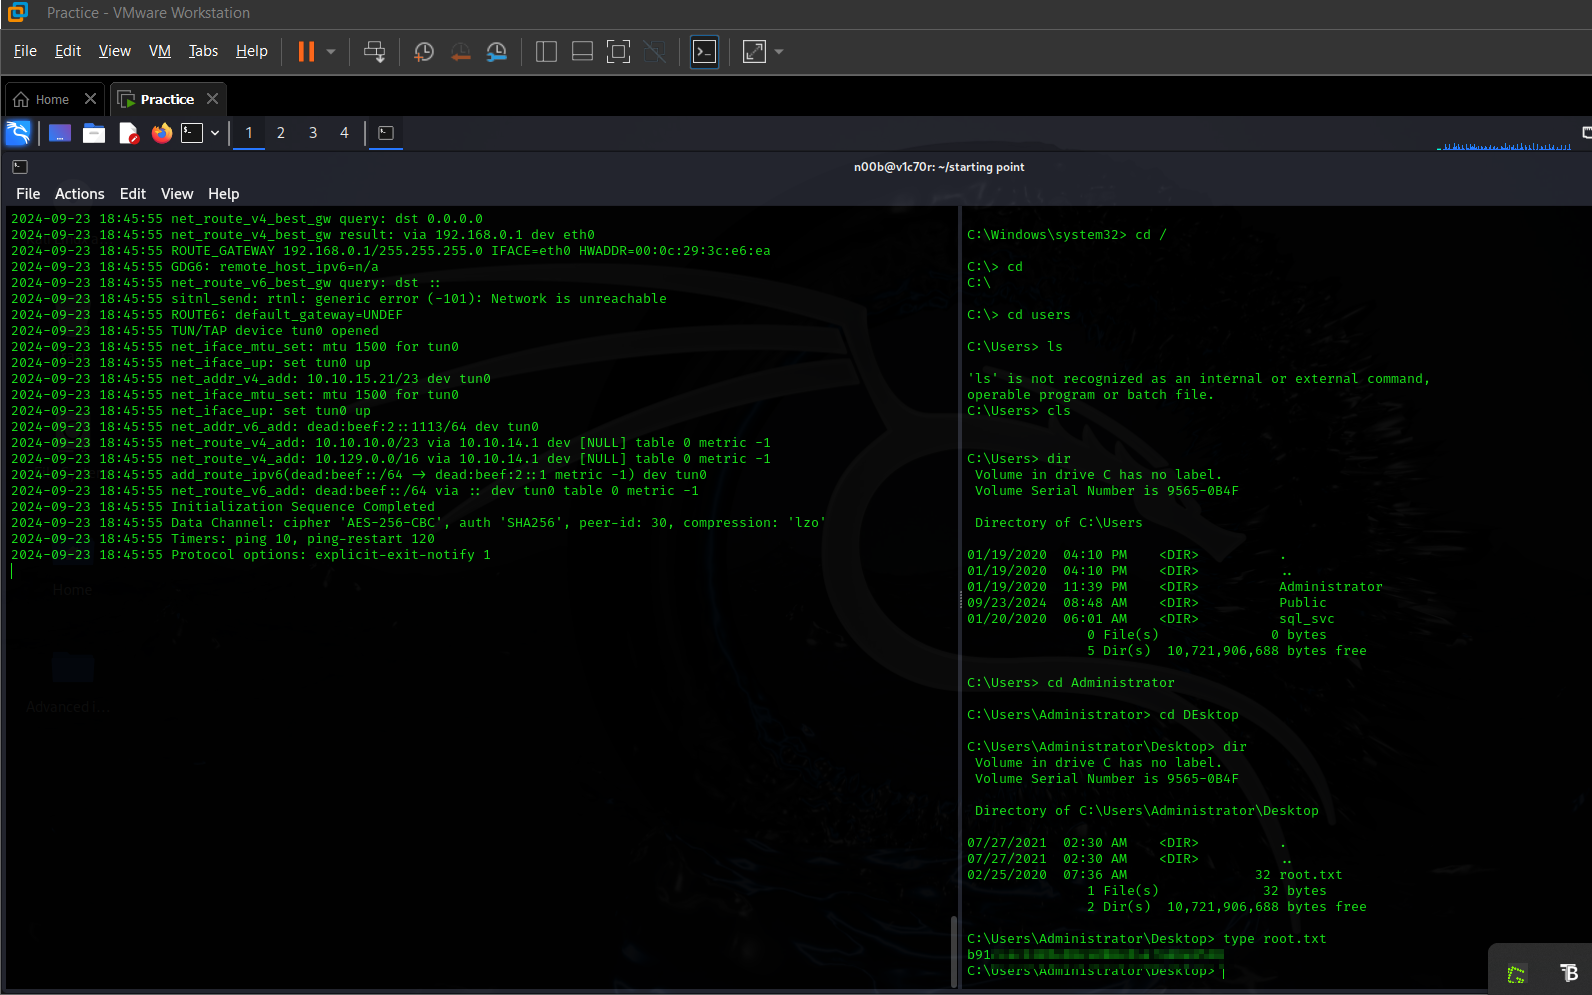 Practice - VMware Workstation
File Edit View VM Tabs Help
Home
Practice
1 2 3 4
n00b@v1c70r: ~/starting point
File Actions Edit View Help
2024-09-23 18:45:55 net_route_v4_best_gw query: dst 0.0.0.0
2024-09-23 18:45:55 net_route_v4_best_gw result: via 192.168.0.1 dev eth0
2024-09-23 18:45:55 ROUTE_GATEWAY 192.168.0.1/255.255.255.0 IFACE=eth0 HWADDR=00:0c:29:3c:e6:ea
2024-09-23 18:45:55 GDG6: remote_host_ipv6=n/a
2024-09-23 18:45:55 net_route_v6_best_gw query: dst ::
2024-09-23 18:45:55 sitnl_send: rtnl: generic error (-101): Network is unreachable
2024-09-23 18:45:55 ROUTE6: default_gateway=UNDEF
2024-09-23 18:45:55 TUN/TAP device tun0 opened
2024-09-23 18:45:55 net_iface_mtu_set: mtu 1500 for tun0
2024-09-23 18:45:55 net_iface_up: set tun0 up
2024-09-23 18:45:55 net_addr_v4_add: 10.10.15.21/23 dev tun0
2024-09-23 18:45:55 net_iface_mtu_set: mtu 1500 for tun0
2024-09-23 18:45:55 net_iface_up: set tun0 up
2024-09-23 18:45:55 net_addr_v6_add: dead:beef:2::1113/64 dev tun0
2024-09-23 18:45:55 net_route_v4_add: 10.10.10.0/23 via 10.10.14.1 dev [NULL] table 0 metric -1
2024-09-23 18:45:55 net_route_v4_add: 10.129.0.0/16 via 10.10.14.1 dev [NULL] table 0 metric -1
2024-09-23 18:45:55 add_route_ipv6(dead:beef::/64 -> dead:beef:2::1 metric -1) dev tun0
2024-09-23 18:45:55 net_route_v6_add: dead:beef::/64 via :: dev tun0 table 0 metric -1
2024-09-23 18:45:55 Initialization Sequence Completed
2024-09-23 18:45:55 Data Channel: cipher 'AES-256-CBC', auth 'SHA256', peer-id: 30, compression: 'lzo'
2024-09-23 18:45:55 Timers: ping 10, ping-restart 120
2024-09-23 18:45:55 Protocol options: explicit-exit-notify 1
Home
Advanced i...
C:\Windows\system32> cd /
C:\> cd
C:\
C:\> cd users
C:\Users> ls
'ls' is not recognized as an internal or external command,
operable program or batch file.
C:\Users> cls
C:\Users> dir
Volume in drive C has no label.
Volume Serial Number is 9565-0B4F
Directory of C:\Users
01/19/2020 04:10 PM <DIR> .
01/19/2020 04:10 PM <DIR> ..
01/19/2020 11:39 PM <DIR> Administrator
09/23/2024 08:48 AM <DIR> Public
01/20/2020 06:01 AM <DIR> sql_svc
0 File(s) 0 bytes
5 Dir(s) 10,721,906,688 bytes free
C:\Users> cd Administrator
C:\Users\Administrator> cd DEsktop
C:\Users\Administrator\Desktop> dir
Volume in drive C has no label.
Volume Serial Number is 9565-0B4F
Directory of C:\Users\Administrator\Desktop
07/27/2021 02:30 AM <DIR> .
07/27/2021 02:30 AM <DIR> ..
02/25/2020 07:36 AM 32 root.txt
1 File(s) 32 bytes
2 Dir(s) 10,721,906,688 bytes free
C:\Users\Administrator\Desktop> type root.txt
b91
C:\Users\Administrator\Desktop>